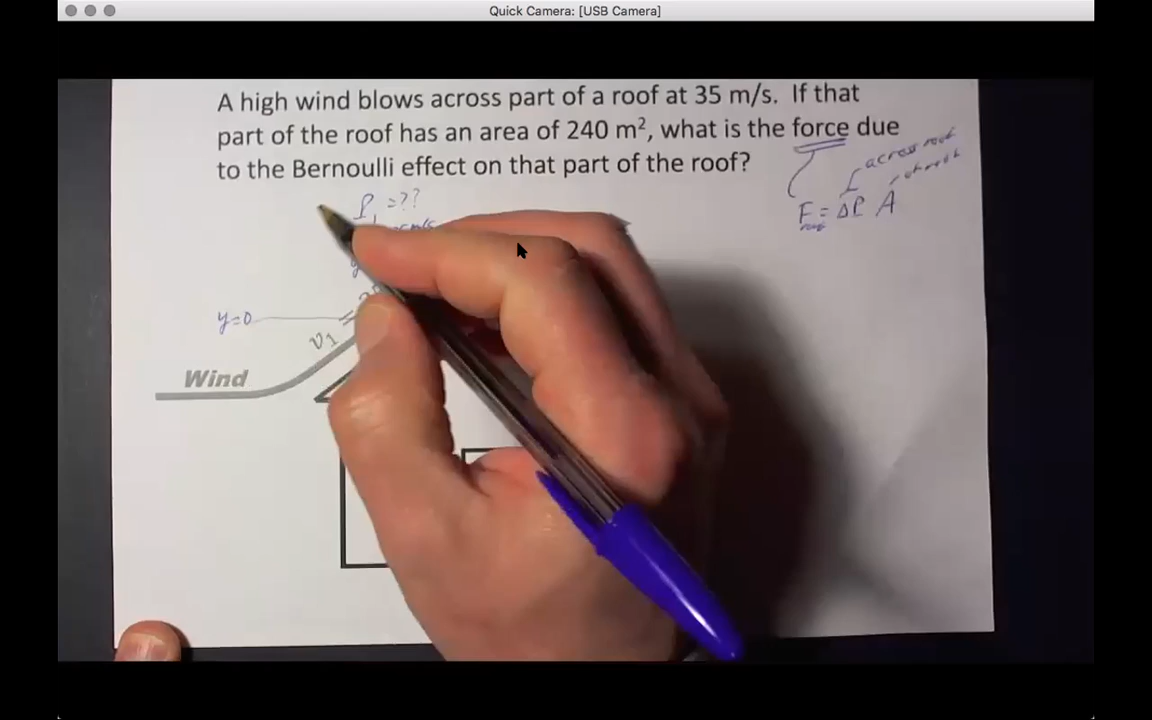 Quick Camera: [USB Camera]
A high wind blows across part of a roof at 35 m/s. If that
part of the roof has an area of 240 m², what is the force due
to the Bernoulli effect on that part of the roof?
across roof
F = ΔP A
P = ??
y=0
v1
Wind